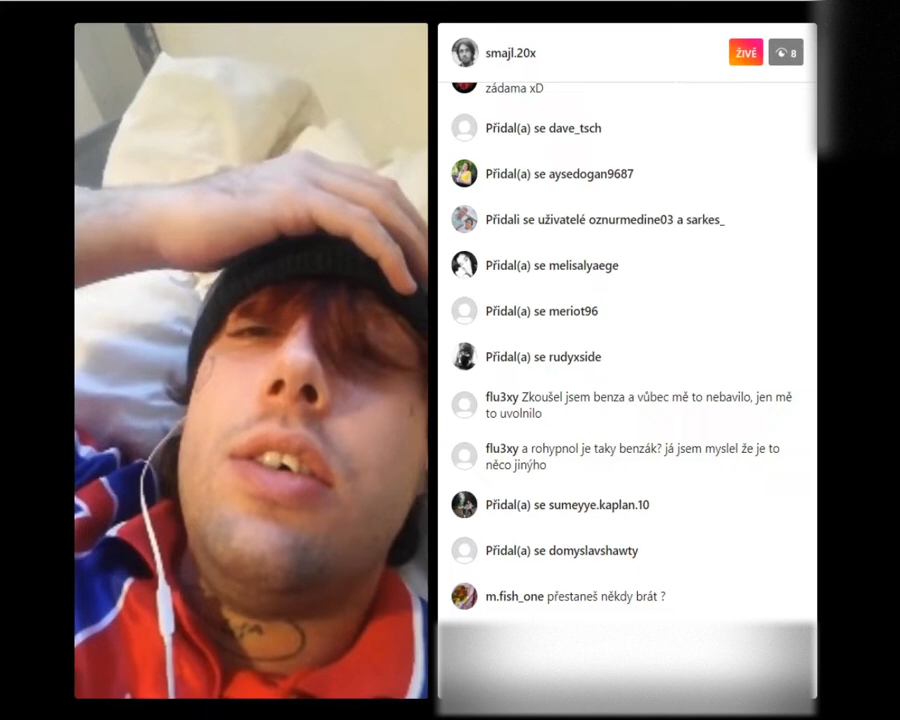 smajl.20x
ŽIVĚ
8
zádama xD
Přidal(a) se dave_tsch
Přidal(a) se aysedogan9687
Přidali se uživatelé oznurmedine03 a sarkes_
Přidal(a) se melisalyaege
Přidal(a) se meriot96
Přidal(a) se rudyxside
flu3xy Zkoušel jsem benza a vůbec mě to nebavilo, jen mě
to uvolnilo
flu3xy a rohypnol je taky benzák? já jsem myslel že je to
něco jinýho
Přidal(a) se sumeyye.kaplan.10
Přidal(a) se domyslavshawty
m.fish_one přestaneš někdy brát ?